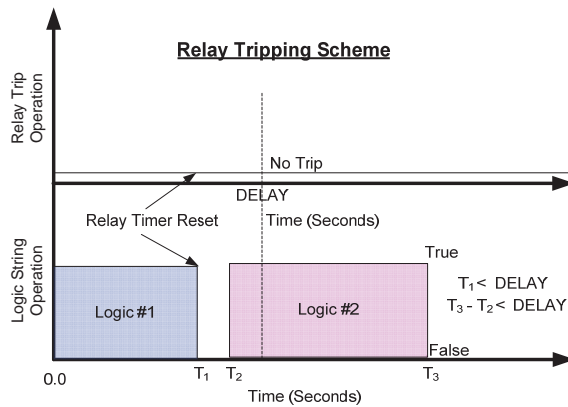 Relay Tripping Scheme
Relay Trip
Operation
No Trip
DELAY
Relay Timer Reset
Time (Seconds)
Logic String
Operation
True
Logic #1
Logic #2
T1 < DELAY
T3 - T2 < DELAY
False
0.0
T1
T2
T3
Time (Seconds)